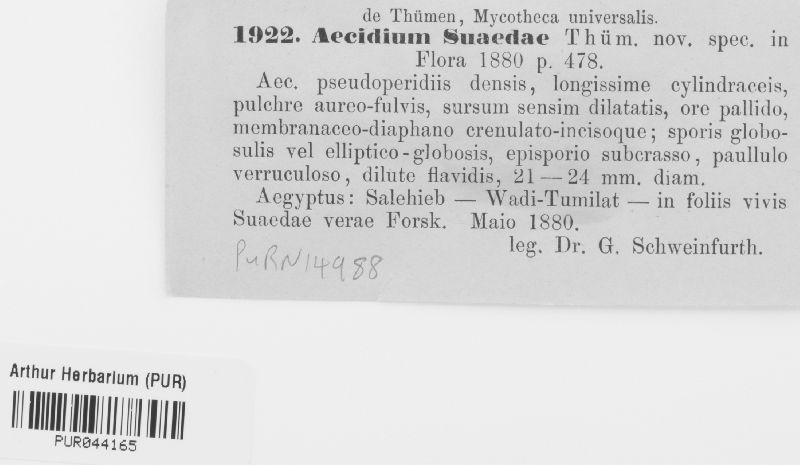 de Thümen, Mycotheca universalis.
1922. Aecidium Suaedae Thüm. nov. spec. in
Flora 1880 p. 478.
Aec. pseudoperidiis densis, longissime cylindraceis,
pulchre aureo-fulvis, sursum sensim dilatatis, ore pallido,
membranaceo-diaphano crenulato-incisoque; sporis globo-
sulis vel elliptico-globosis, episporio subcrasso, paullulo
verruculoso, dilute flavidis, 21—24 mm. diam.
Aegyptus: Salehieb — Wadi-Tumilat — in foliis vivis
Suaedae verae Forsk. Maio 1880.
leg. Dr. G. Schweinfurth.
PURN14988
Arthur Herbarium (PUR)
PUR044165